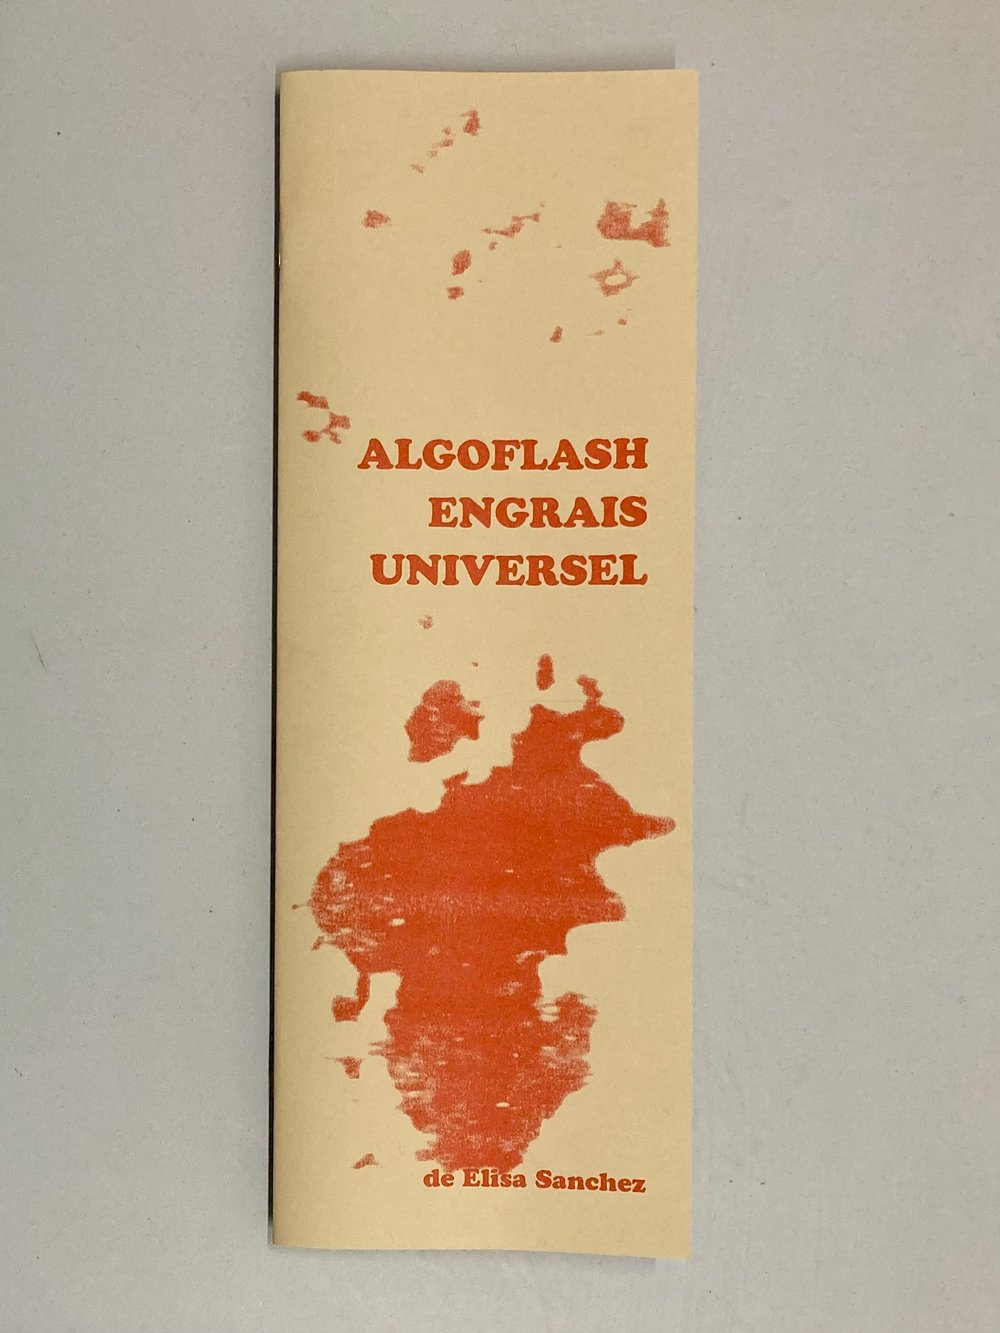 ALGOFLASH
ENGRAIS
UNIVERSEL
de Elisa Sanchez